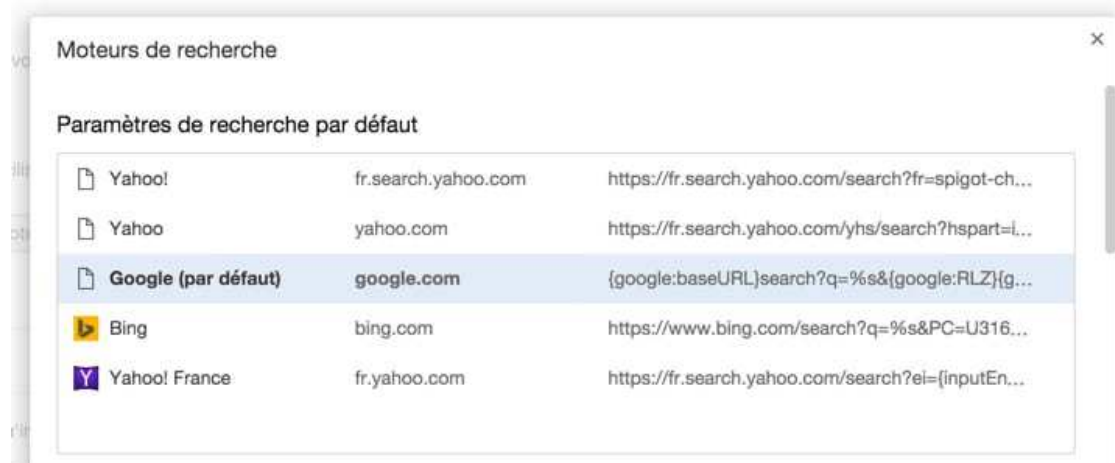 Moteurs de recherche
Paramètres de recherche par défaut
Yahoo! fr.search.yahoo.com https://fr.search.yahoo.com/search?fr=spigot-ch...
Yahoo yahoo.com https://fr.search.yahoo.com/yhs/search?hspart=i...
Google (par défaut) google.com {google:baseURL}search?q=%s&{google:RLZ}{g...
Bing bing.com https://www.bing.com/search?q=%s&PC=U316...
Yahoo! France fr.yahoo.com https://fr.search.yahoo.com/search?ei={inputEn...